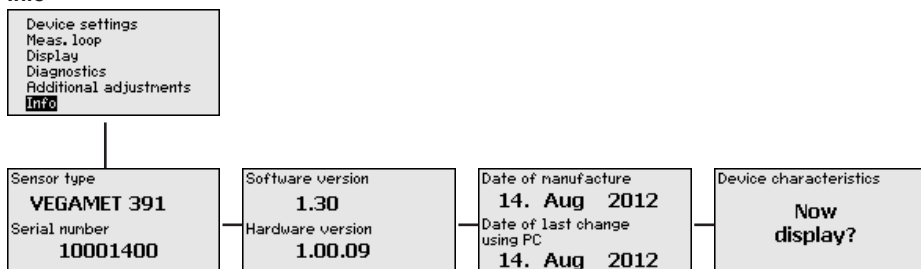 Device settings
Meas. loop
Display
Diagnostics
Additional adjustments
Info
Sensor type
VEGAMET 391
Serial number
10001400
Software version
1.30
Hardware version
1.00.09
Date of manufacture
14. Aug 2012
Date of last change
using PC
14. Aug 2012
Device characteristics
Now
display?